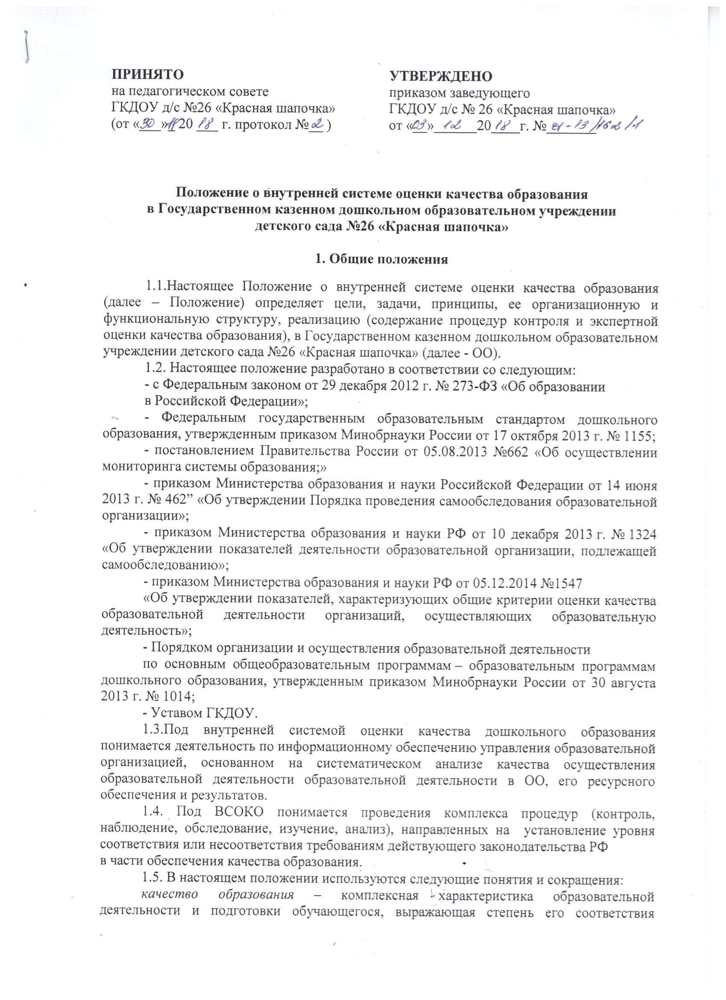 ПРИНЯТО
на педагогическом совете
ГКДОУ д/с №26 «Красная шапочка»
(от «30» 11 20 18 г. протокол № 2 )
УТВЕРЖДЕНО
приказом заведующего
ГКДОУ д/с № 26 «Красная шапочка»
от «03» 12 20 18 г. № 01-13/162/1
Положение о внутренней системе оценки качества образования
в Государственном казенном дошкольном образовательном учреждении
детского сада №26 «Красная шапочка»
1. Общие положения
1.1.Настоящее Положение о внутренней системе оценки качества образования
(далее – Положение) определяет цели, задачи, принципы, ее организационную и
функциональную структуру, реализацию (содержание процедур контроля и экспертной
оценки качества образования), в Государственном казенном дошкольном образовательном
учреждении детского сада №26 «Красная шапочка» (далее - ОО).
1.2. Настоящее положение разработано в соответствии со следующим:
- с Федеральным законом от 29 декабря 2012 г. № 273-ФЗ «Об образовании
в Российской Федерации»;
- Федеральным государственным образовательным стандартом дошкольного
образования, утвержденным приказом Минобрнауки России от 17 октября 2013 г. № 1155;
- постановлением Правительства России от 05.08.2013 №662 «Об осуществлении
мониторинга системы образования;»
- приказом Министерства образования и науки Российской Федерации от 14 июня
2013 г. № 462” «Об утверждении Порядка проведения самообследования образовательной
организации»;
- приказом Министерства образования и науки РФ от 10 декабря 2013 г. № 1324
«Об утверждении показателей деятельности образовательной организации, подлежащей
самообследованию»;
- приказом Министерства образования и науки РФ от 05.12.2014 №1547
«Об утверждении показателей, характеризующих общие критерии оценки качества
образовательной деятельности организаций, осуществляющих образовательную
деятельность»;
- Порядком организации и осуществления образовательной деятельности
по основным общеобразовательным программам – образовательным программам
дошкольного образования, утвержденным приказом Минобрнауки России от 30 августа
2013 г. № 1014;
- Уставом ГКДОУ.
1.3.Под внутренней системой оценки качества дошкольного образования
понимается деятельность по информационному обеспечению управления образовательной
организацией, основанном на систематическом анализе качества осуществления
образовательной деятельности образовательной деятельности в ОО, его ресурсного
обеспечения и результатов.
1.4. Под ВСОКО понимается проведения комплекса процедур (контроль,
наблюдение, обследование, изучение, анализ), направленных на установление уровня
соответствия или несоответствия требованиям действующего законодательства РФ
в части обеспечения качества образования.
1.5. В настоящем положении используются следующие понятия и сокращения:
качество образования – комплексная характеристика образовательной
деятельности и подготовки обучающегося, выражающая степень его соответствия